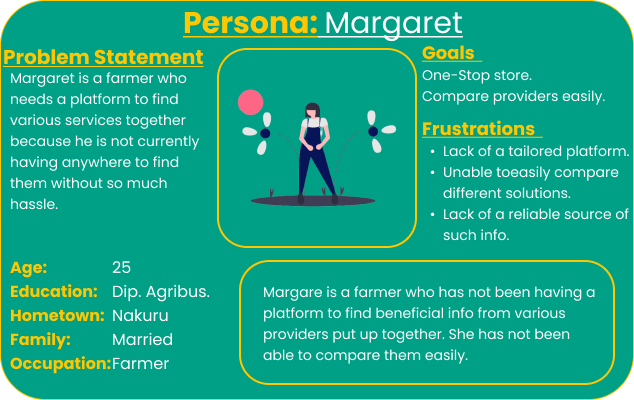 Persona: Margaret
Problem Statement
Margaret is a farmer who
needs a platform to find
various services together
because he is not currently
having anywhere to find
them without so much
hassle.
Goals
One-Stop store.
Compare providers easily.
Frustrations
• Lack of a tailored platform.
• Unable toeasily compare
different solutions.
• Lack of a reliable source of
such info.
Age: 25
Education: Dip. Agribus.
Hometown: Nakuru
Family: Married
Occupation: Farmer
Margare is a farmer who has not been having a
platform to find beneficial info from various
providers put up together. She has not been
able to compare them easily.